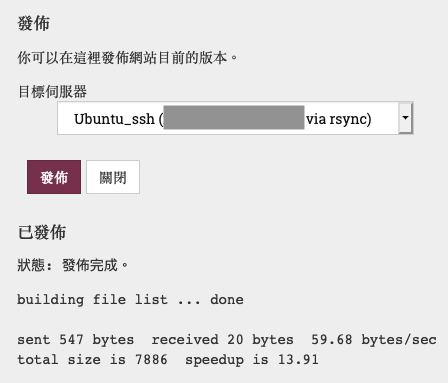 發佈
你可以在這裡發佈網站目前的版本。
目標伺服器
Ubuntu_ssh ( via rsync)
發佈 關閉
已發佈
狀態: 發佈完成。
building file list ... done
sent 547 bytes  received 20 bytes  59.68 bytes/sec
total size is 7886  speedup is 13.91